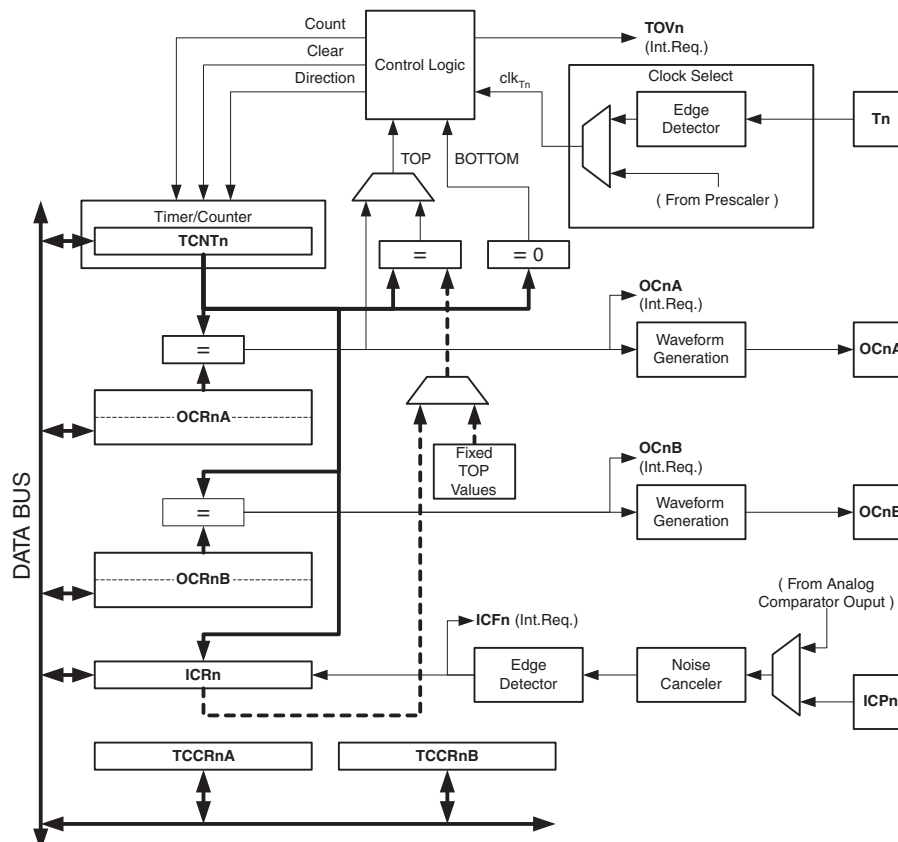 Count
Clear
Direction
Control Logic
TOVn
(Int.Req.)
clkTn
Clock Select
Edge
Detector
Tn
( From Prescaler )
TOP
BOTTOM
Timer/Counter
TCNTn
=
= 0
OCnA
(Int.Req.)
=
Waveform
Generation
OCnA
OCRnA
Fixed
TOP
Values
OCnB
(Int.Req.)
=
Waveform
Generation
OCnB
OCRnB
DATA BUS
( From Analog
Comparator Ouput )
ICFn (Int.Req.)
ICRn
Edge
Detector
Noise
Canceler
ICPn
TCCRnA
TCCRnB